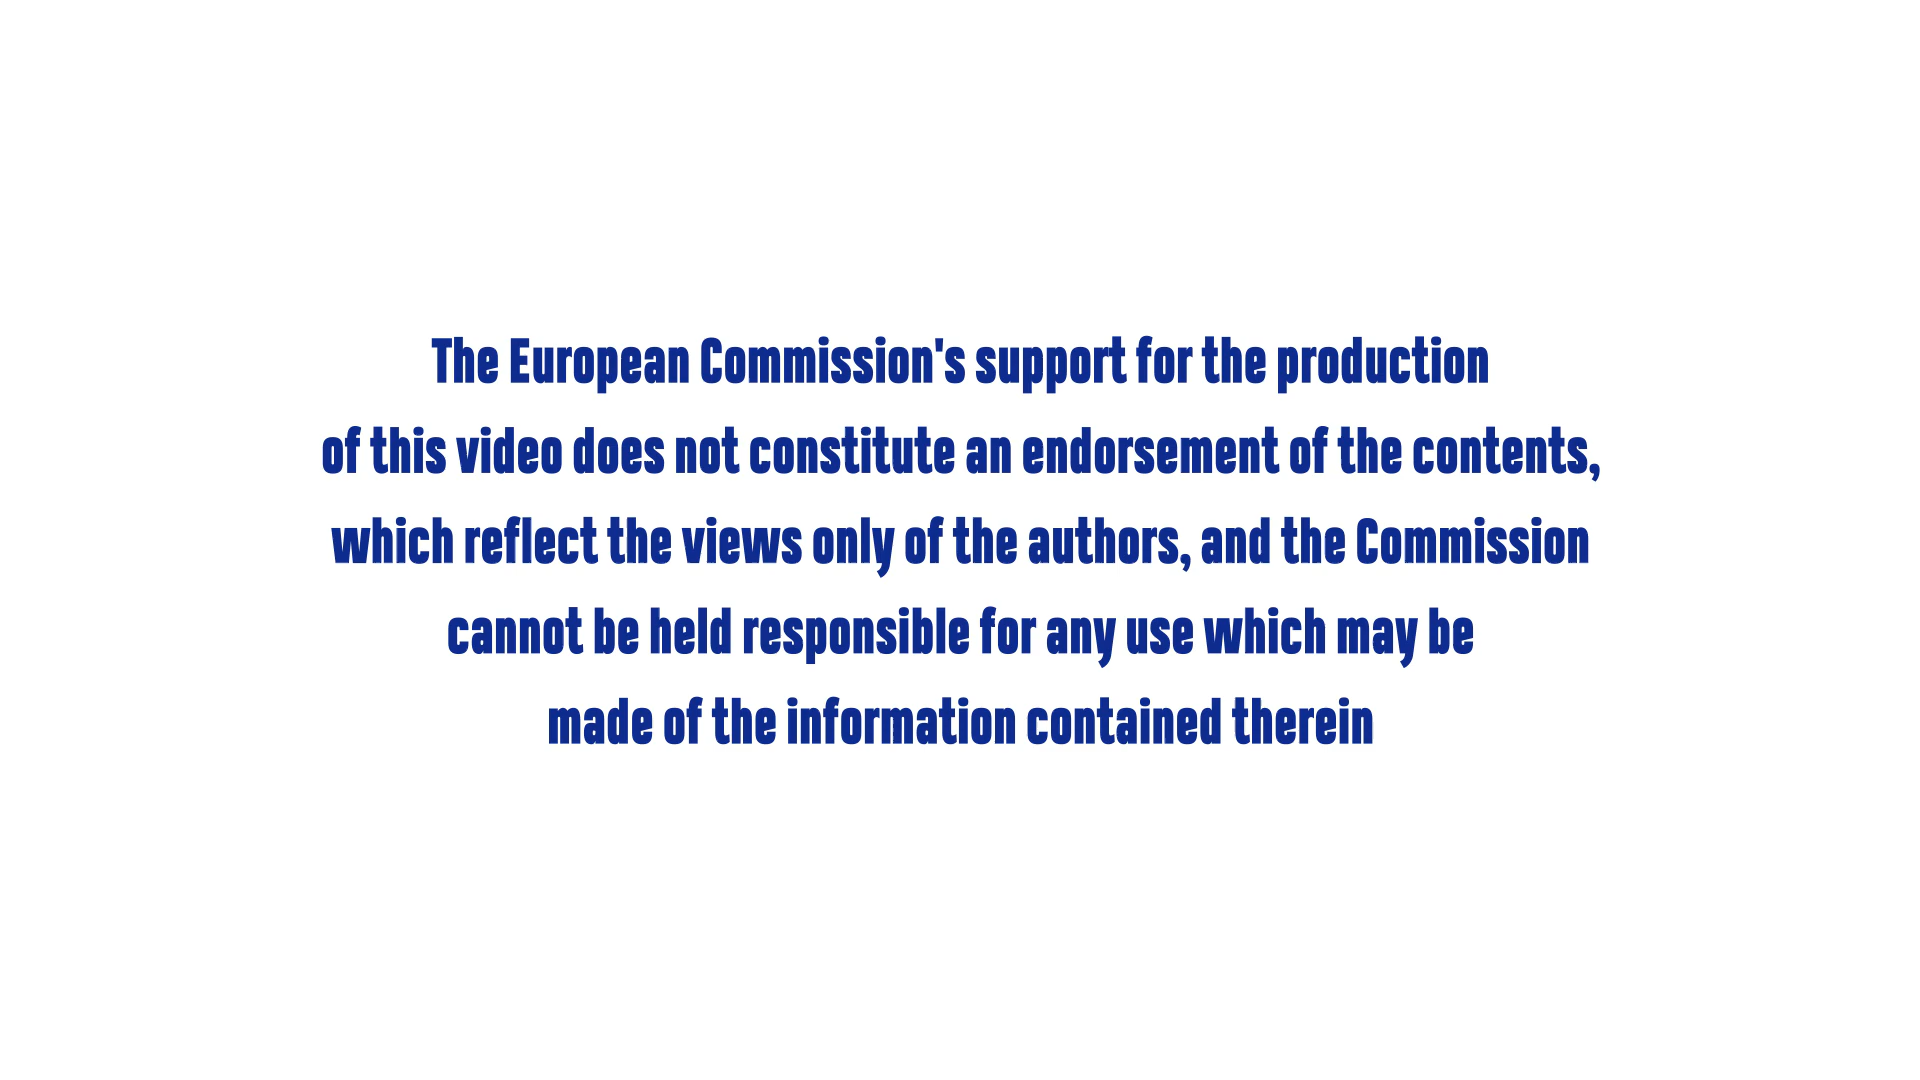 The European Commission's support for the production
of this video does not constitute an endorsement of the contents,
which reflect the views only of the authors, and the Commission
cannot be held responsible for any use which may be
made of the information contained therein